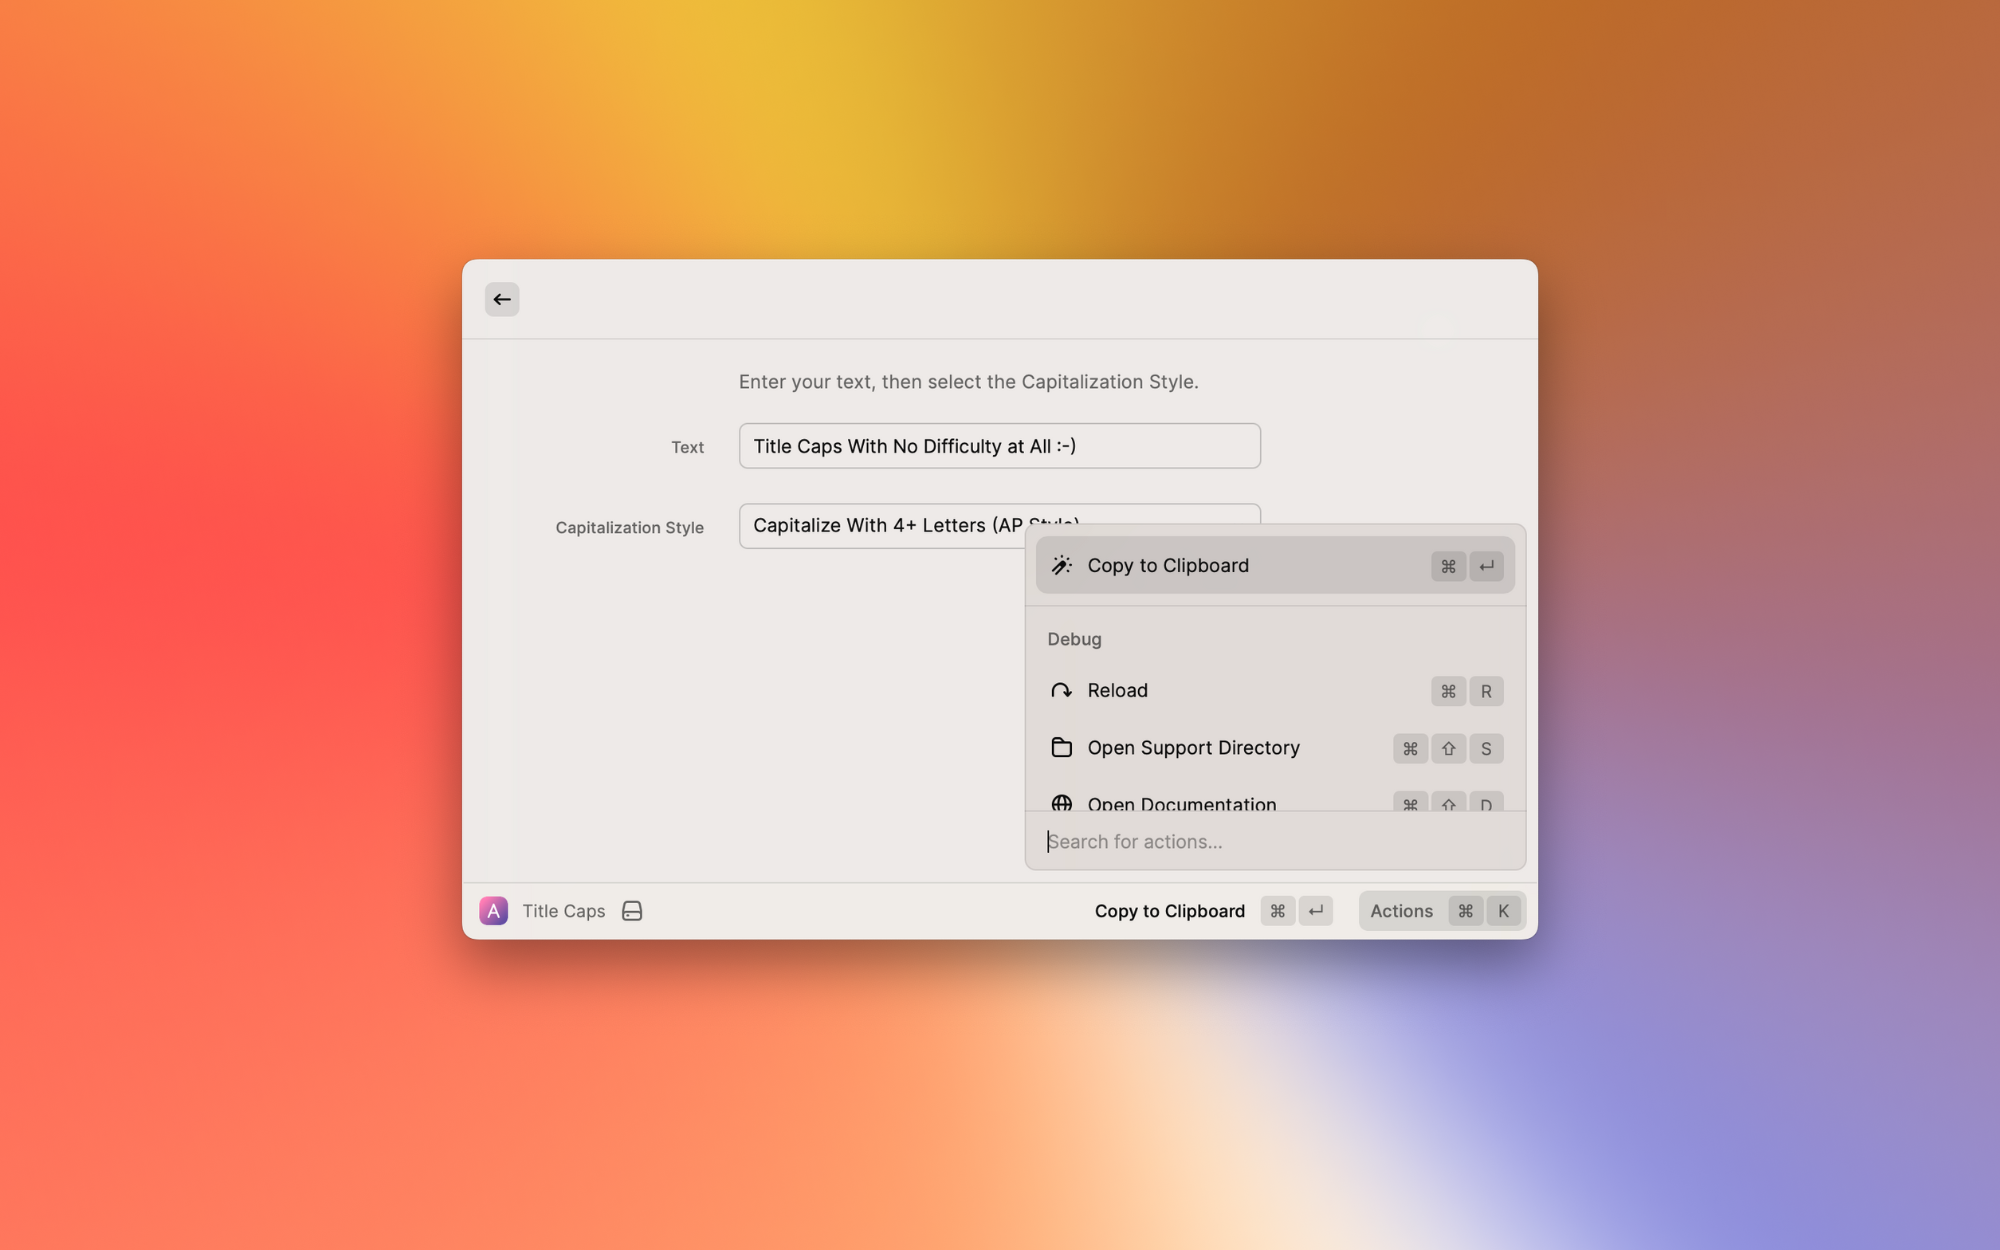 Enter your text, then select the Capitalization Style.
Text
Title Caps With No Difficulty at All :-)
Capitalization Style
Capitalize With 4+ Letters (AP Style)
Copy to Clipboard ⌘ ↵
Debug
Reload ⌘ R
Open Support Directory ⌘ ⇧ S
Open Documentation ⌘ ⇧ D
Search for actions...
A Title Caps
Copy to Clipboard ⌘ ↵
Actions ⌘ K